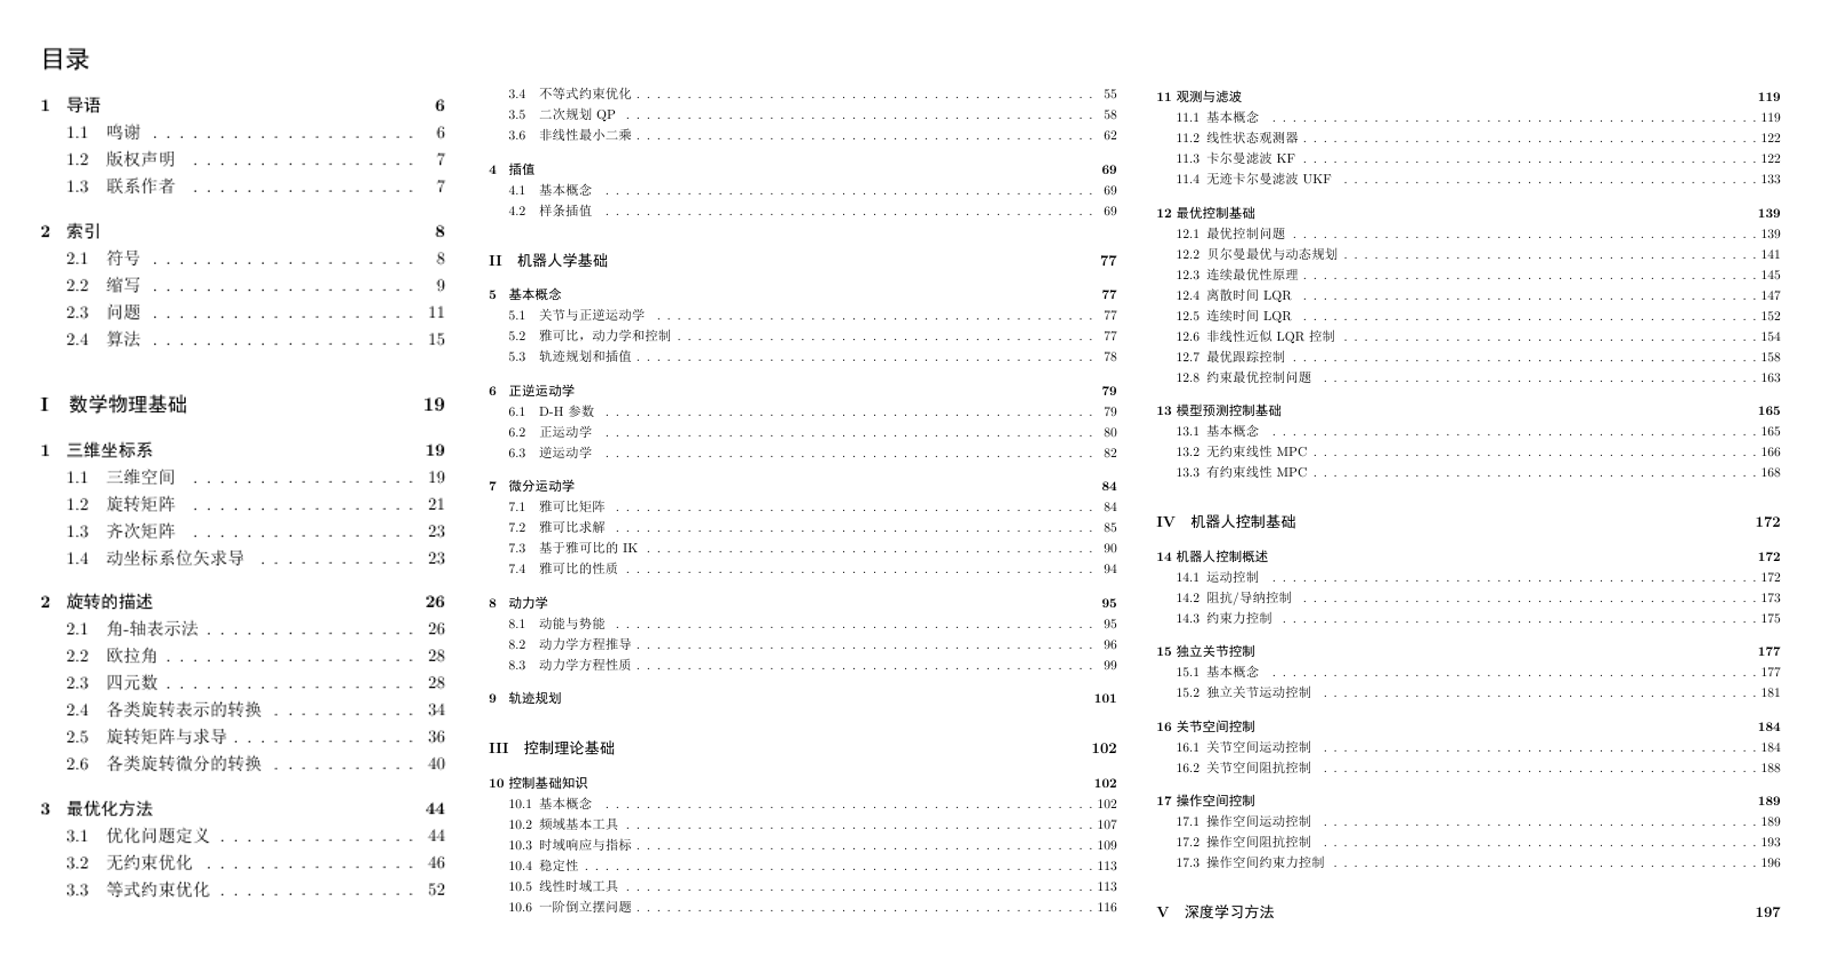 目录
1 导语 6
1.1 鸣谢 . . . . . . . . . . . . . . . . . . . . 6
1.2 版权声明 . . . . . . . . . . . . . . . . . 7
1.3 联系作者 . . . . . . . . . . . . . . . . . 7
2 索引 8
2.1 符号 . . . . . . . . . . . . . . . . . . . . 8
2.2 缩写 . . . . . . . . . . . . . . . . . . . . 9
2.3 问题 . . . . . . . . . . . . . . . . . . . . 11
2.4 算法 . . . . . . . . . . . . . . . . . . . . 15
I 数学物理基础 19
1 三维坐标系 19
1.1 三维空间 . . . . . . . . . . . . . . . . . 19
1.2 旋转矩阵 . . . . . . . . . . . . . . . . . 21
1.3 齐次矩阵 . . . . . . . . . . . . . . . . . 23
1.4 动坐标系位矢求导 . . . . . . . . . . . . 23
2 旋转的描述 26
2.1 角-轴表示法 . . . . . . . . . . . . . . . . 26
2.2 欧拉角 . . . . . . . . . . . . . . . . . . . 28
2.3 四元数 . . . . . . . . . . . . . . . . . . . 28
2.4 各类旋转表示的转换 . . . . . . . . . . . 34
2.5 旋转矩阵与求导 . . . . . . . . . . . . . . 36
2.6 各类旋转微分的转换 . . . . . . . . . . . 40
3 最优化方法 44
3.1 优化问题定义 . . . . . . . . . . . . . . . 44
3.2 无约束优化 . . . . . . . . . . . . . . . . 46
3.3 等式约束优化 . . . . . . . . . . . . . . . 52
3.4 不等式约束优化 . . . . . . . . . . . . . . . . . . . . 55
3.5 二次规划 QP . . . . . . . . . . . . . . . . . . . . 58
3.6 非线性最小二乘 . . . . . . . . . . . . . . . . . . . . 62
4 插值 69
4.1 基本概念 . . . . . . . . . . . . . . . . . . . . 69
4.2 样条插值 . . . . . . . . . . . . . . . . . . . . 69
II 机器人学基础 77
5 基本概念 77
5.1 关节与正逆运动学 . . . . . . . . . . . . . . . . . . . . 77
5.2 雅可比，动力学和控制 . . . . . . . . . . . . . . . . . . . . 77
5.3 轨迹规划和插值 . . . . . . . . . . . . . . . . . . . . 78
6 正逆运动学 79
6.1 D-H 参数 . . . . . . . . . . . . . . . . . . . . 79
6.2 正运动学 . . . . . . . . . . . . . . . . . . . . 80
6.3 逆运动学 . . . . . . . . . . . . . . . . . . . . 82
7 微分运动学 84
7.1 雅可比矩阵 . . . . . . . . . . . . . . . . . . . . 84
7.2 雅可比求解 . . . . . . . . . . . . . . . . . . . . 85
7.3 基于雅可比的 IK . . . . . . . . . . . . . . . . . . . . 90
7.4 雅可比的性质 . . . . . . . . . . . . . . . . . . . . 94
8 动力学 95
8.1 动能与势能 . . . . . . . . . . . . . . . . . . . . 95
8.2 动力学方程推导 . . . . . . . . . . . . . . . . . . . . 96
8.3 动力学方程性质 . . . . . . . . . . . . . . . . . . . . 99
9 轨迹规划 101
III 控制理论基础 102
10 控制基础知识 102
10.1 基本概念 . . . . . . . . . . . . . . . . . . . . 102
10.2 频域基本工具 . . . . . . . . . . . . . . . . . . . . 107
10.3 时域响应与指标 . . . . . . . . . . . . . . . . . . . . 109
10.4 稳定性 . . . . . . . . . . . . . . . . . . . . 113
10.5 线性时域工具 . . . . . . . . . . . . . . . . . . . . 113
10.6 一阶倒立摆问题 . . . . . . . . . . . . . . . . . . . . 116
11 观测与滤波 119
11.1 基本概念 . . . . . . . . . . . . . . . . . . . . 119
11.2 线性状态观测器 . . . . . . . . . . . . . . . . . . . . 122
11.3 卡尔曼滤波 KF . . . . . . . . . . . . . . . . . . . . 122
11.4 无迹卡尔曼滤波 UKF . . . . . . . . . . . . . . . . . . . . 133
12 最优控制基础 139
12.1 最优控制问题 . . . . . . . . . . . . . . . . . . . . 139
12.2 贝尔曼最优与动态规划 . . . . . . . . . . . . . . . . . . . . 141
12.3 连续最优性原理 . . . . . . . . . . . . . . . . . . . . 145
12.4 离散时间 LQR . . . . . . . . . . . . . . . . . . . . 147
12.5 连续时间 LQR . . . . . . . . . . . . . . . . . . . . 152
12.6 非线性近似 LQR 控制 . . . . . . . . . . . . . . . . . . . . 154
12.7 最优跟踪控制 . . . . . . . . . . . . . . . . . . . . 158
12.8 约束最优控制问题 . . . . . . . . . . . . . . . . . . . . 163
13 模型预测控制基础 165
13.1 基本概念 . . . . . . . . . . . . . . . . . . . . 165
13.2 无约束线性 MPC . . . . . . . . . . . . . . . . . . . . 166
13.3 有约束线性 MPC . . . . . . . . . . . . . . . . . . . . 168
IV 机器人控制基础 172
14 机器人控制概述 172
14.1 运动控制 . . . . . . . . . . . . . . . . . . . . 172
14.2 阻抗/导纳控制 . . . . . . . . . . . . . . . . . . . . 173
14.3 约束力控制 . . . . . . . . . . . . . . . . . . . . 175
15 独立关节控制 177
15.1 基本概念 . . . . . . . . . . . . . . . . . . . . 177
15.2 独立关节运动控制 . . . . . . . . . . . . . . . . . . . . 181
16 关节空间控制 184
16.1 关节空间运动控制 . . . . . . . . . . . . . . . . . . . . 184
16.2 关节空间阻抗控制 . . . . . . . . . . . . . . . . . . . . 188
17 操作空间控制 189
17.1 操作空间运动控制 . . . . . . . . . . . . . . . . . . . . 189
17.2 操作空间阻抗控制 . . . . . . . . . . . . . . . . . . . . 193
17.3 操作空间约束力控制 . . . . . . . . . . . . . . . . . . . . 196
V 深度学习方法 197